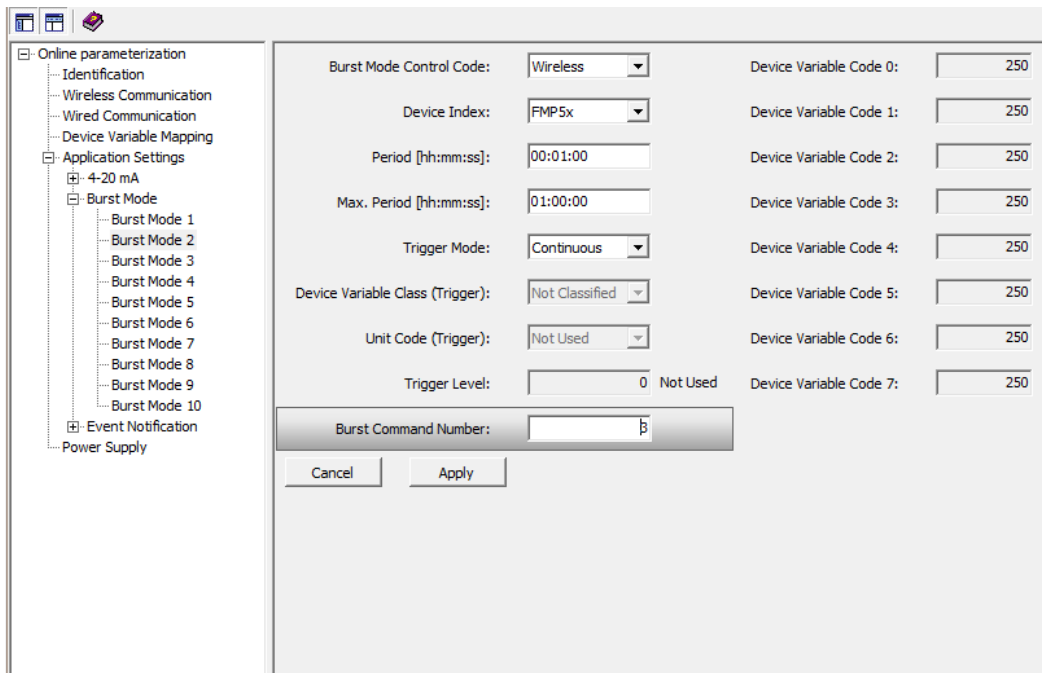 Online parameterization
Identification
Wireless Communication
Wired Communication
Device Variable Mapping
Application Settings
4-20 mA
Burst Mode
Burst Mode 1
Burst Mode 2
Burst Mode 3
Burst Mode 4
Burst Mode 5
Burst Mode 6
Burst Mode 7
Burst Mode 8
Burst Mode 9
Burst Mode 10
Event Notification
Power Supply
Burst Mode Control Code: Wireless
Device Index: FMP5x
Period [hh:mm:ss]: 00:01:00
Max. Period [hh:mm:ss]: 01:00:00
Trigger Mode: Continuous
Device Variable Class (Trigger): Not Classified
Unit Code (Trigger): Not Used
Trigger Level: 0 Not Used
Burst Command Number: 3
Cancel Apply
Device Variable Code 0: 250
Device Variable Code 1: 250
Device Variable Code 2: 250
Device Variable Code 3: 250
Device Variable Code 4: 250
Device Variable Code 5: 250
Device Variable Code 6: 250
Device Variable Code 7: 250